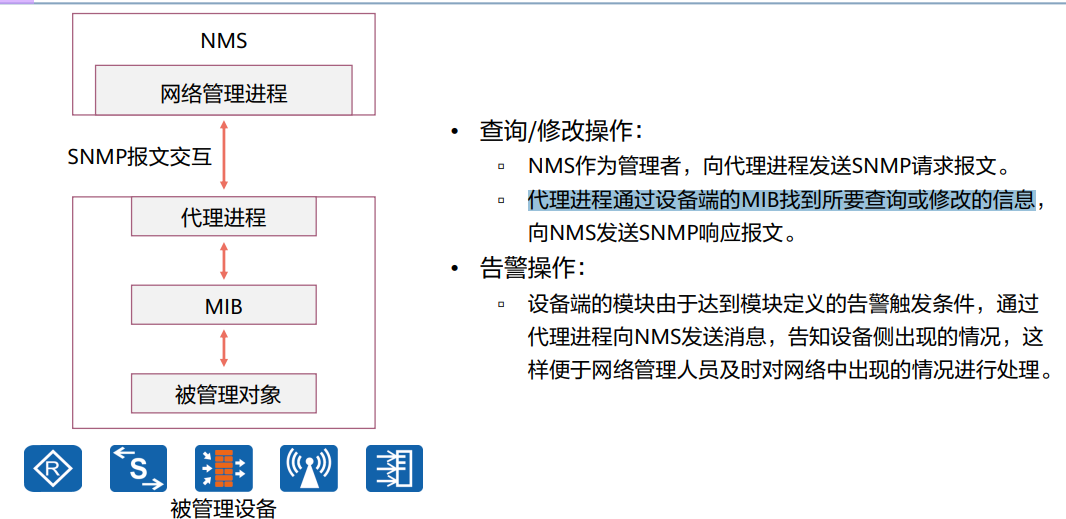 NMS
网络管理进程
SNMP报文交互
代理进程
MIB
被管理对象
R
S
被管理设备
• 查询/修改操作：
▫ NMS作为管理者，向代理进程发送SNMP请求报文。
▫ 代理进程通过设备端的MIB找到所要查询或修改的信息，
向NMS发送SNMP响应报文。
• 告警操作：
▫ 设备端的模块由于达到模块定义的告警触发条件，通过
代理进程向NMS发送消息，告知设备侧出现的情况，这
样便于网络管理人员及时对网络中出现的情况进行处理。